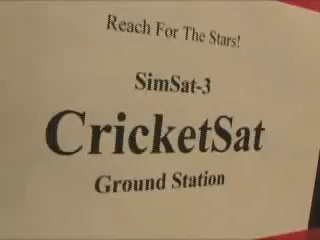 Reach For The Stars!
SimSat-3
CricketSat
Ground Station